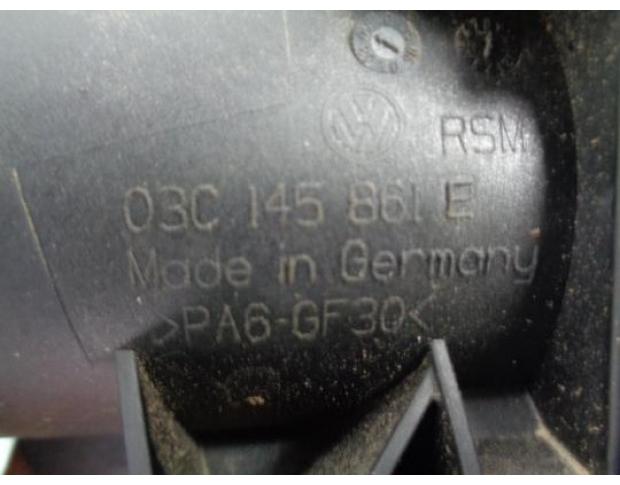 RSM
03C 145 861 E
Made in Germany
>PA6-GF30<